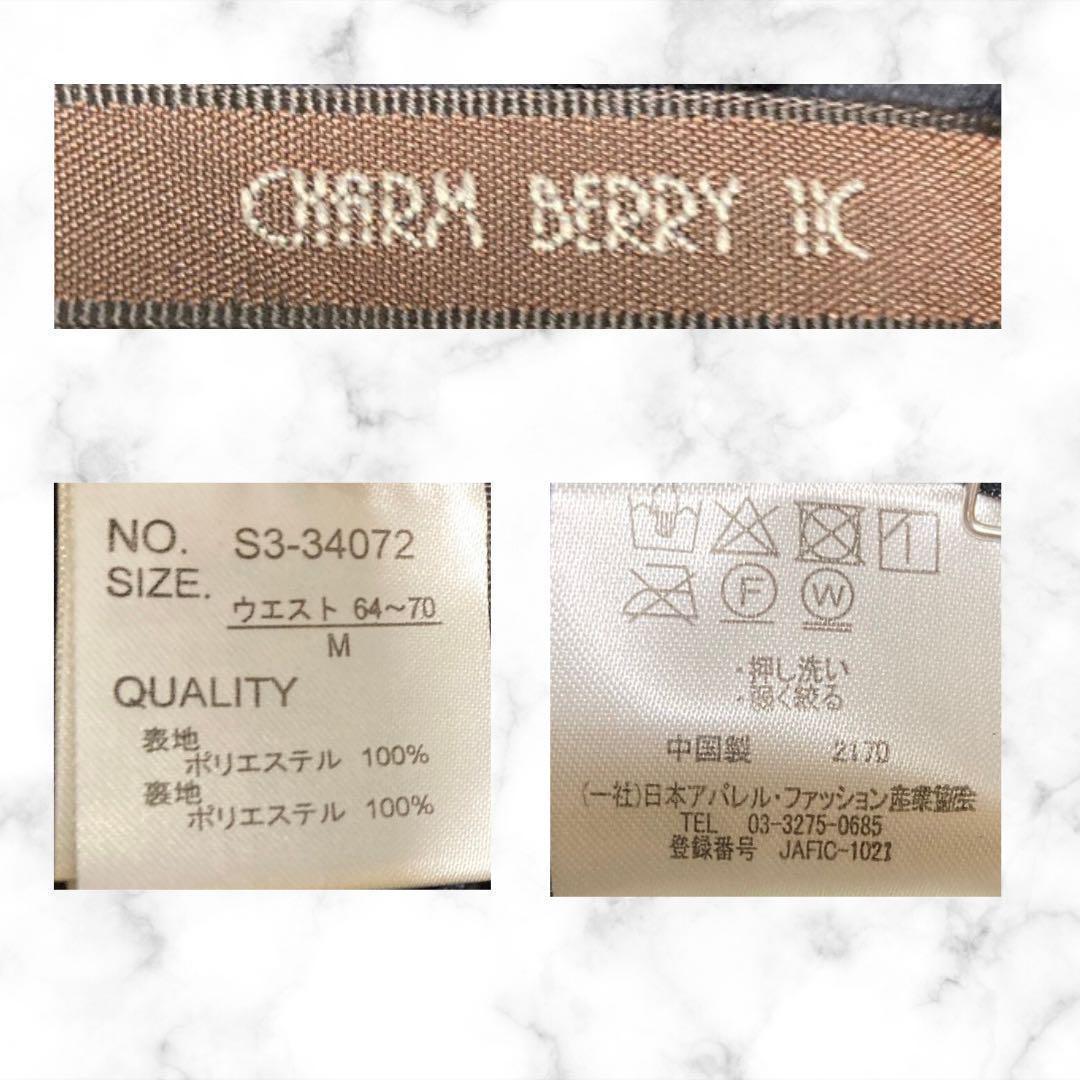 CHARM BERRY
NO. S3-34072
SIZE.
ウエスト 64～70
M
QUALITY
表地
ポリエステル 100%
裏地
ポリエステル 100%
F W
・押し洗い
・弱く絞る
中国製 2170
(一社)日本アパレル・ファッション産業協会
TEL 03-3275-0685
登録番号 JAFIC-1021